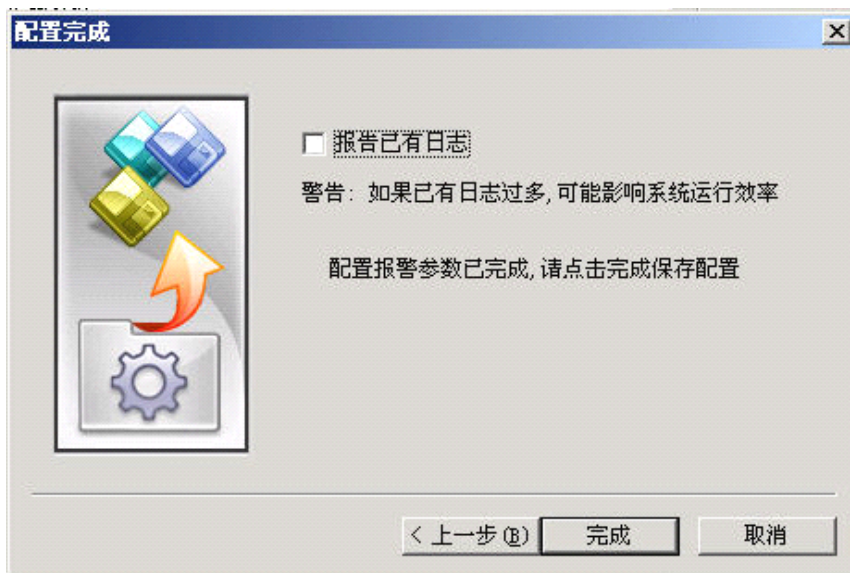 配置完成
报告已有日志
警告: 如果已有日志过多,可能影响系统运行效率
配置报警参数已完成,请点击完成保存配置
< 上一步(B)
完成
取消